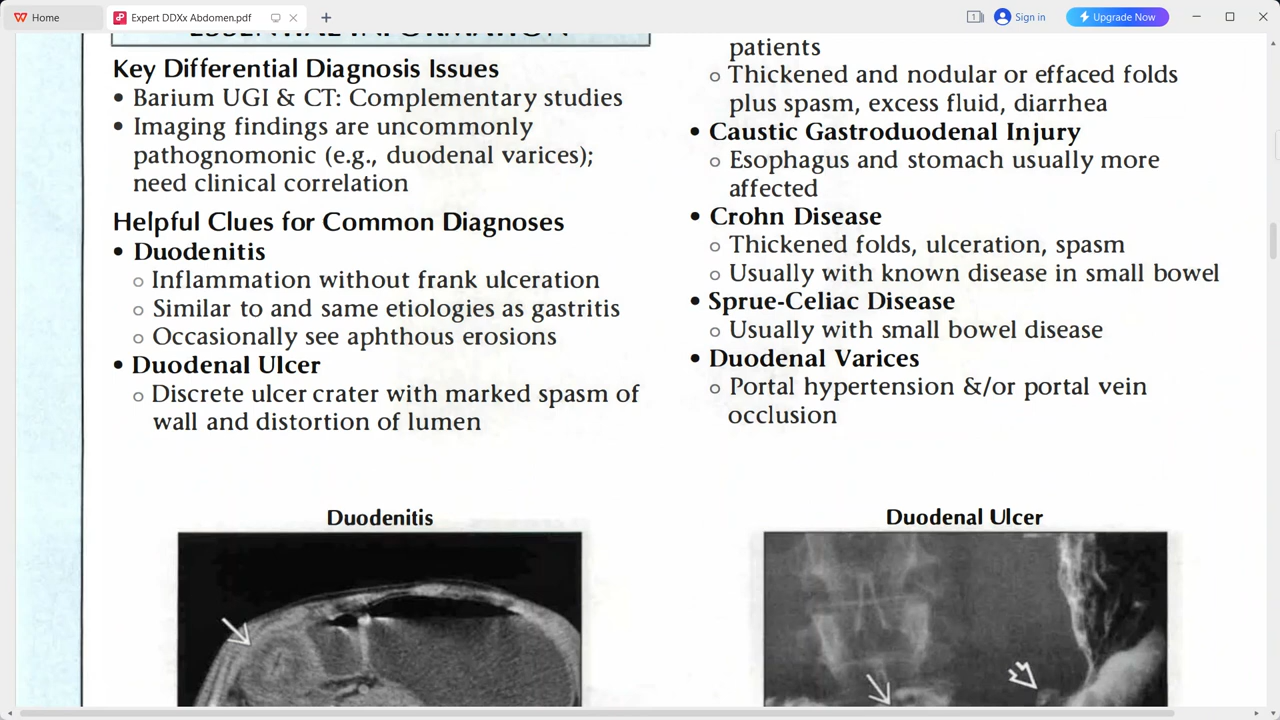 Home
Expert DDXx Abdomen.pdf
1
Sign in
Upgrade Now
ESSENTIAL INFORMATION
Key Differential Diagnosis Issues
• Barium UGI & CT: Complementary studies
• Imaging findings are uncommonly
pathognomonic (e.g., duodenal varices);
need clinical correlation
Helpful Clues for Common Diagnoses
• Duodenitis
○ Inflammation without frank ulceration
○ Similar to and same etiologies as gastritis
○ Occasionally see aphthous erosions
• Duodenal Ulcer
○ Discrete ulcer crater with marked spasm of
wall and distortion of lumen
patients
○ Thickened and nodular or effaced folds
plus spasm, excess fluid, diarrhea
• Caustic Gastroduodenal Injury
○ Esophagus and stomach usually more
affected
• Crohn Disease
○ Thickened folds, ulceration, spasm
○ Usually with known disease in small bowel
• Sprue-Celiac Disease
○ Usually with small bowel disease
• Duodenal Varices
○ Portal hypertension &/or portal vein
occlusion
Duodenitis
Duodenal Ulcer